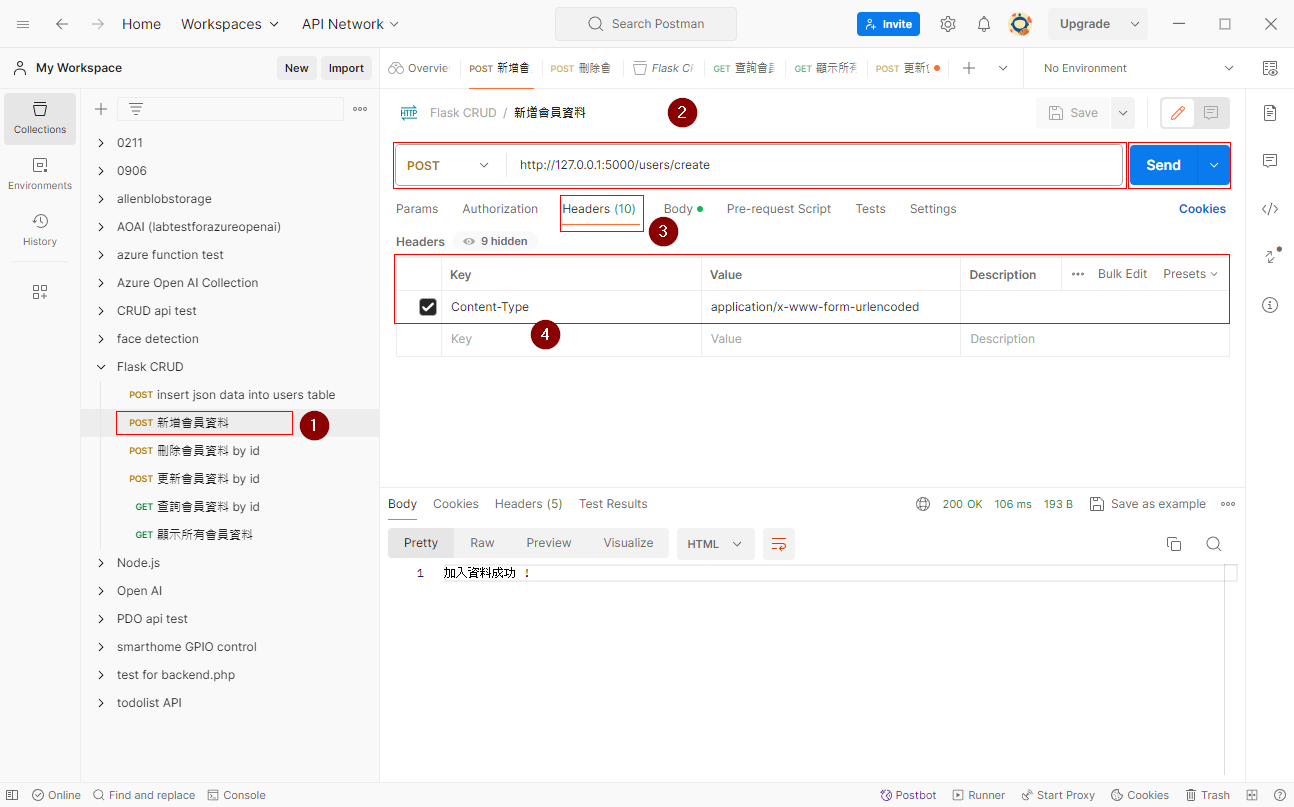 Home Workspaces API Network Search Postman Invite Upgrade
My Workspace New Import Overvie POST 新增會 POST 刪除會 Flask CF GET 查詢會員 GET 顯示所有 POST 更新 No Environment
Collections
Environments
History
0211
0906
allenblobstorage
AOAI (labtestforazureopenai)
azure function test
Azure Open AI Collection
CRUD api test
face detection
Flask CRUD
POST insert json data into users table
POST 新增會員資料 1
POST 刪除會員資料 by id
POST 更新會員資料 by id
GET 查詢會員資料 by id
GET 顯示所有會員資料
Node.js
Open AI
PDO api test
smarthome GPIO control
test for backend.php
todolist API
HTTP Flask CRUD / 新增會員資料 2 Save
POST http://127.0.0.1:5000/users/create Send
Params Authorization Headers (10) Body Pre-request Script Tests Settings Cookies
3
Headers 9 hidden
Key Value Description Bulk Edit Presets
Content-Type application/x-www-form-urlencoded
4
Key Value Description
Body Cookies Headers (5) Test Results 200 OK 106 ms 193 B Save as example
Pretty Raw Preview Visualize HTML
1 加入資料成功 !
Online Find and replace Console Postbot Runner Start Proxy Cookies Trash